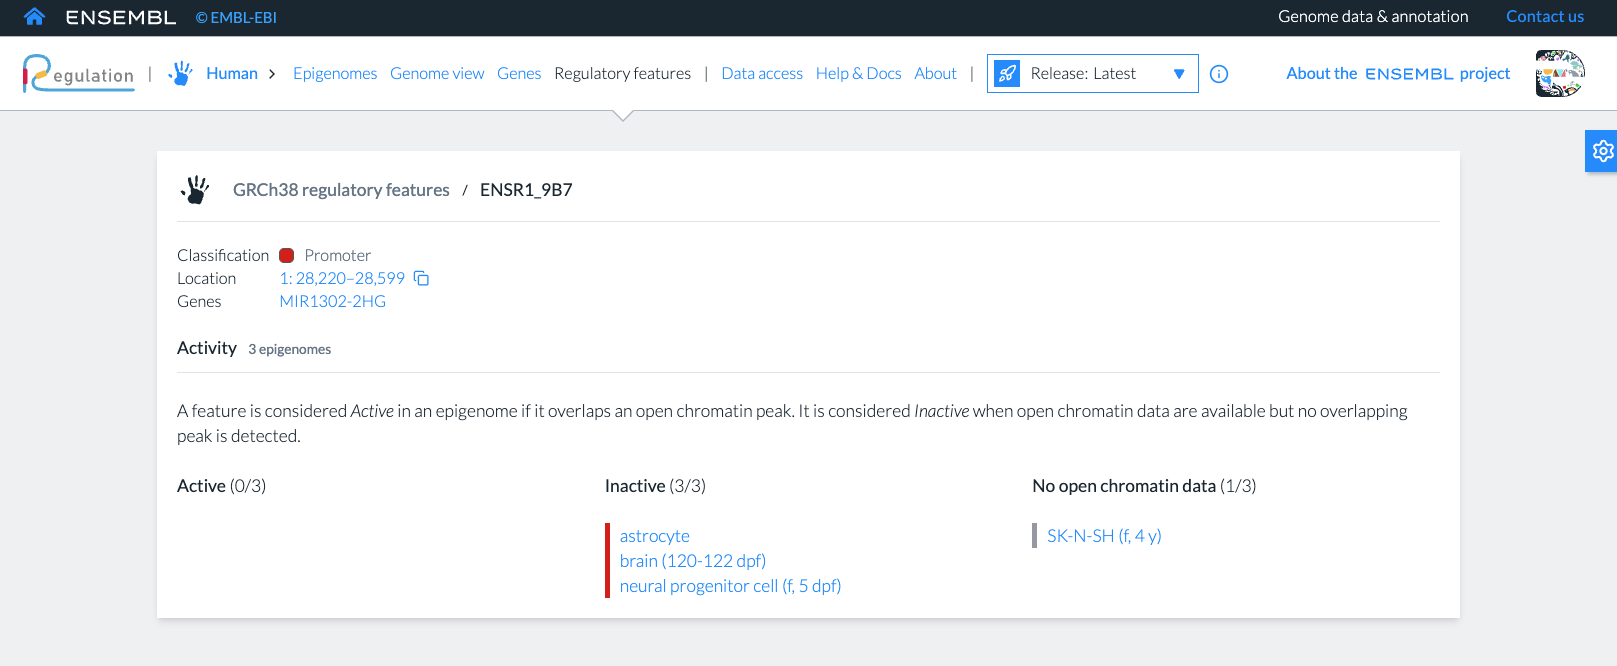 ENSEMBL © EMBL-EBI Genome data & annotation Contact us
Regulation | Human Epigenomes Genome view Genes Regulatory features | Data access Help & Docs About | Release: Latest About the ENSEMBL project
GRCh38 regulatory features / ENSR1_9B7
Classification Promoter
Location 1: 28,220–28,599
Genes MIR1302-2HG
Activity 3 epigenomes
A feature is considered Active in an epigenome if it overlaps an open chromatin peak. It is considered Inactive when open chromatin data are available but no overlapping
peak is detected.
Active (0/3) Inactive (3/3) No open chromatin data (1/3)
astrocyte SK-N-SH (f, 4 y)
brain (120-122 dpf)
neural progenitor cell (f, 5 dpf)